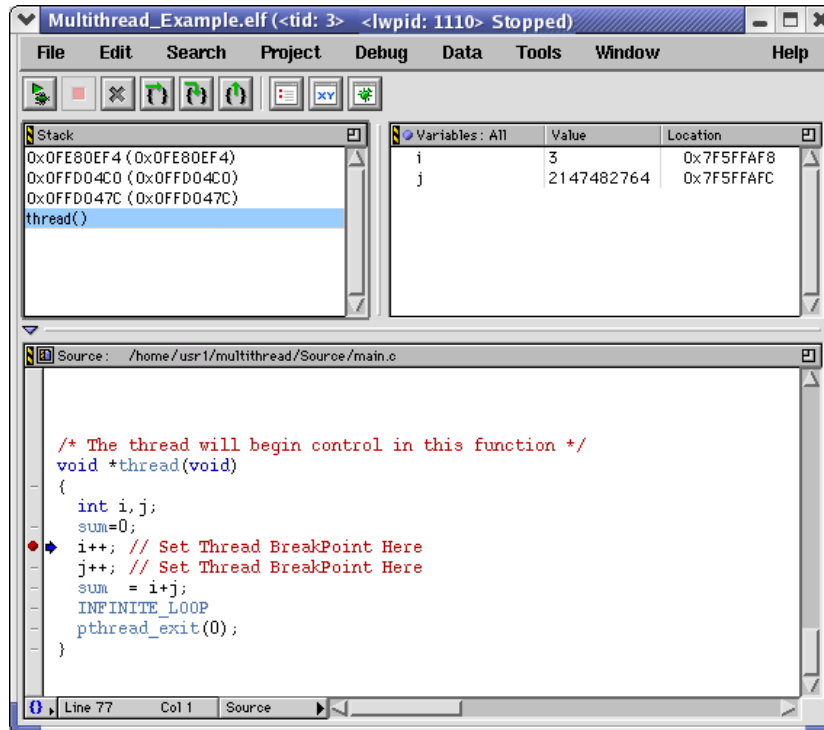 Multithread_Example.elf (<tid: 3> <lwpid: 1110> Stopped)
File Edit Search Project Debug Data Tools Window Help
Stack
0x0FE80EF4 (0x0FE80EF4)
0x0FFD04C0 (0x0FFD04C0)
0x0FFD047C (0x0FFD047C)
thread()
Variables: All Value Location
i 3 0x7F5FFAF8
j 2147482764 0x7F5FFAFC
Source: /home/usr1/multithread/Source/main.c
/* The thread will begin control in this function */
void *thread(void)
{
int i,j;
sum=0;
i++; // Set Thread BreakPoint Here
j++; // Set Thread BreakPoint Here
sum = i+j;
INFINITE_LOOP
pthread_exit(0);
}
Line 77 Col 1 Source